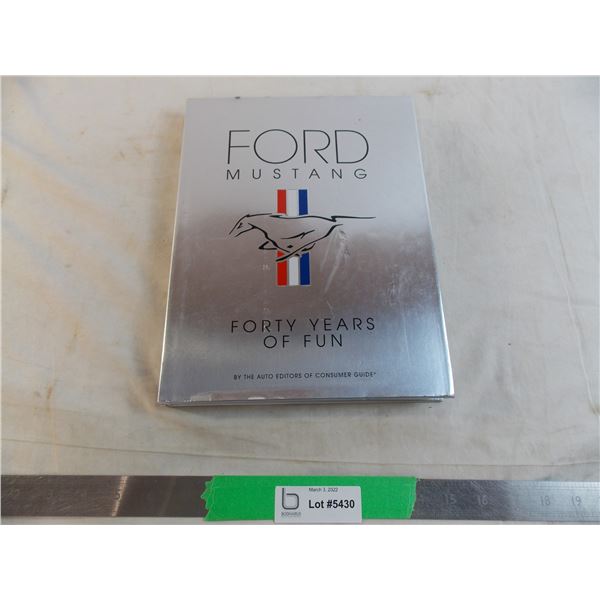 FORD
MUSTANG
FORTY YEARS
OF FUN
BY THE AUTO EDITORS OF CONSUMER GUIDE®
March 3, 2022
Lot #5430
15 16 18 19